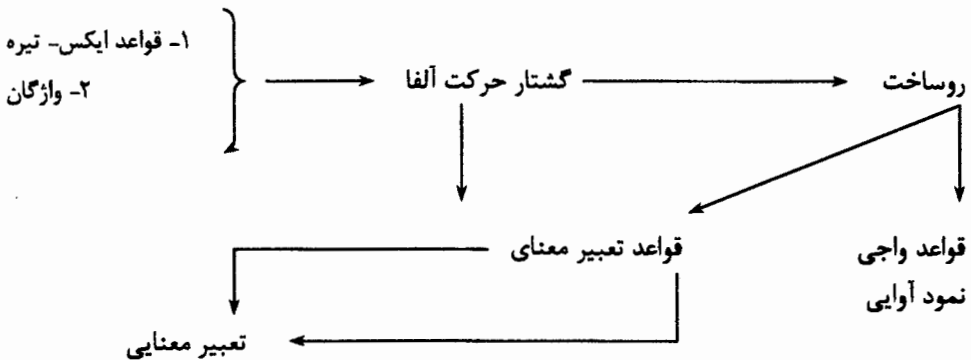 ۱- قواعد ایکس- تیره
۲- واژگان
گشتار حرکت آلفا
روساخت
قواعد تعبیر معنای
قواعد واجی
نمود آوایی
تعبیر معنایی